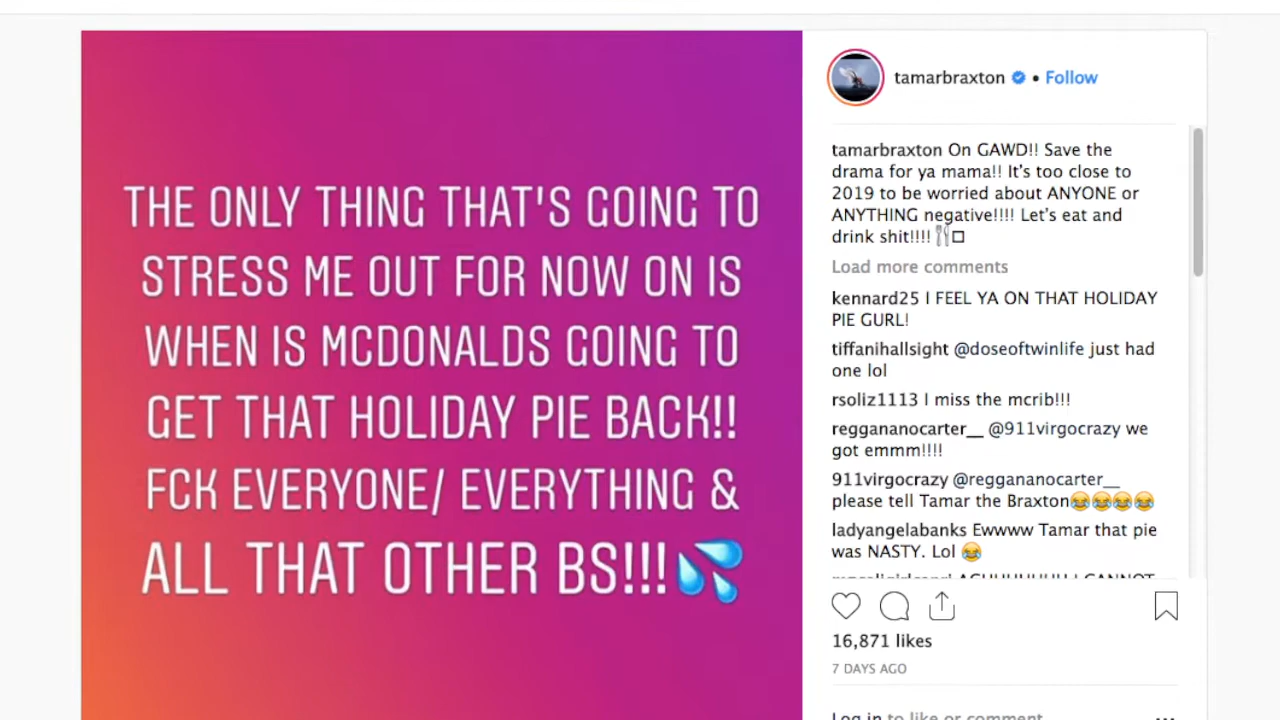 THE ONLY THING THAT'S GOING TO
STRESS ME OUT FOR NOW ON IS
WHEN IS MCDONALDS GOING TO
GET THAT HOLIDAY PIE BACK!!
FCK EVERYONE/ EVERYTHING &
ALL THAT OTHER BS!!!💦
tamarbraxton • Follow
tamarbraxton On GAWD!! Save the
drama for ya mama!! It's too close to
2019 to be worried about ANYONE or
ANYTHING negative!!!! Let's eat and
drink shit!!!!🍴□
Load more comments
kennard25 I FEEL YA ON THAT HOLIDAY
PIE GURL!
tiffanihallsight @doseoftwinlife just had
one lol
rsoliz1113 I miss the mcrib!!!
reggananocarter__ @911virgocrazy we
got emmm!!!!
911virgocrazy @reggananocarter__
please tell Tamar the Braxton😂😂😂😂
ladyangelabanks Ewwww Tamar that pie
was NASTY. Lol 😂
16,871 likes
7 DAYS AGO
Log in to like or comment.